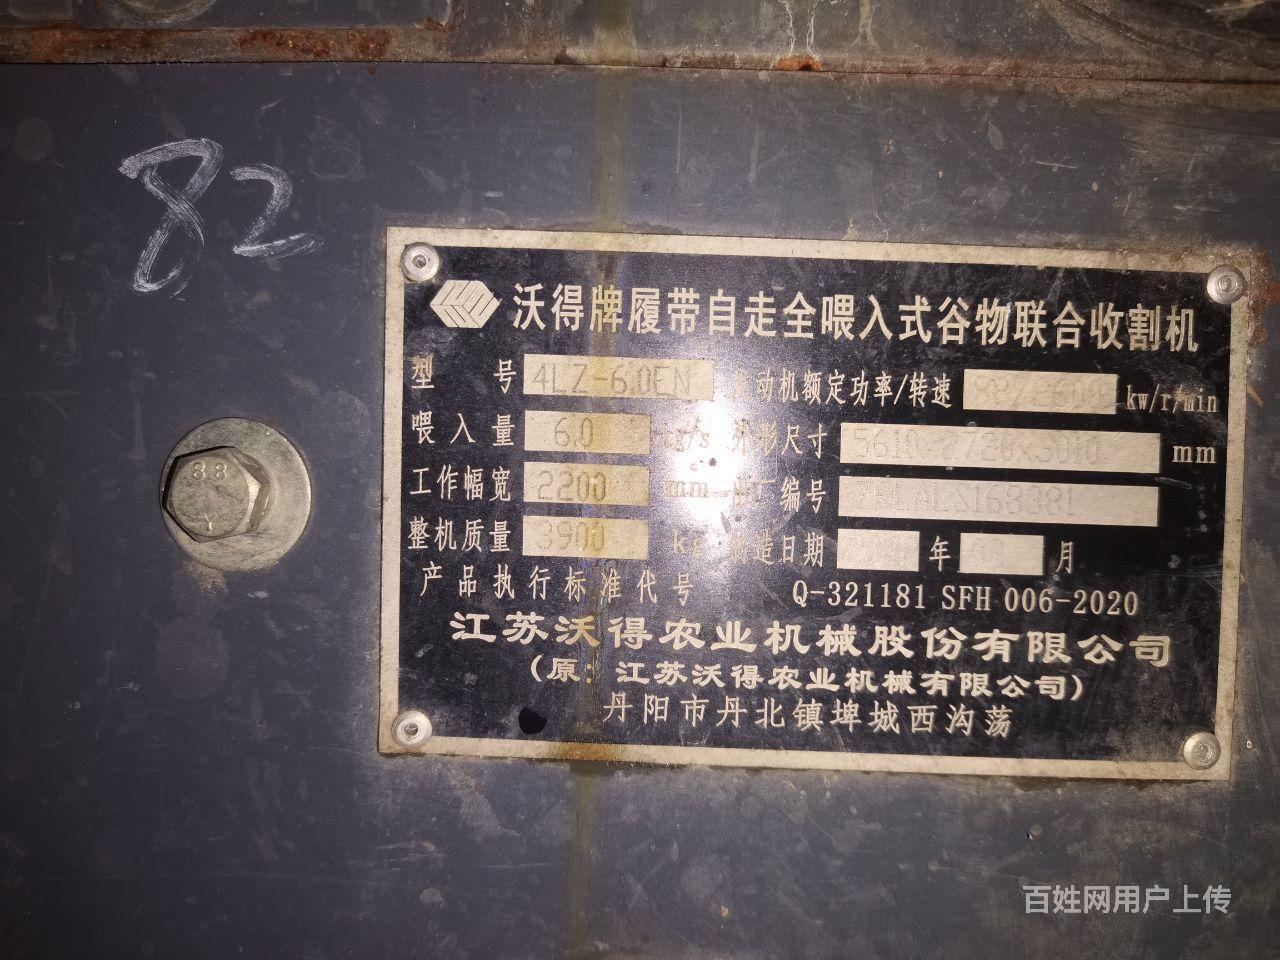 82
沃得牌履带自走全喂入式谷物联合收割机
型 号 4LZ-6.0EN 动机额定功率/转速 kw/r/min
喂入量 6.0 kg/s 外形尺寸 5610×2720×3010 mm
工作幅宽 2200 mm 出厂编号
整机质量 3900 kg 制造日期 年 月
产品执行标准代号 Q-321181 SFH 006-2020
江苏沃得农业机械股份有限公司
(原:江苏沃得农业机械有限公司)
丹阳市丹北镇埤城西沟荡
8.8
Y
百姓网用户上传